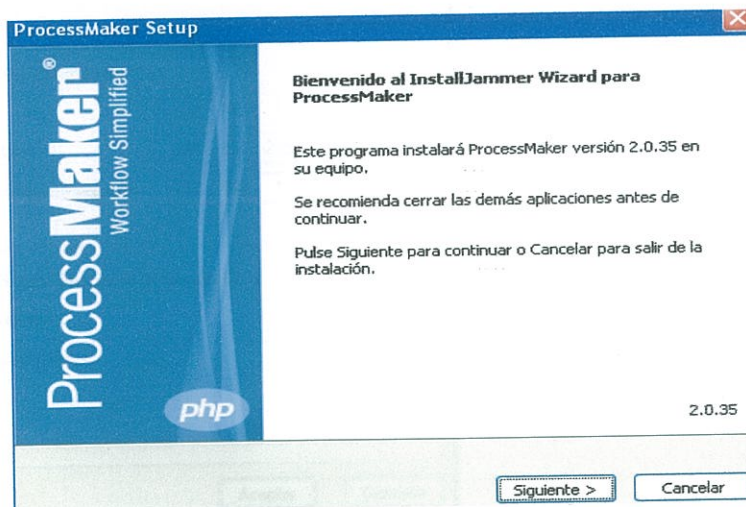 ProcessMaker Setup
ProcessMaker®
Workflow Simplified
php
Bienvenido al InstallJammer Wizard para
ProcessMaker
Este programa instalará ProcessMaker versión 2.0.35 en
su equipo.
Se recomienda cerrar las demás aplicaciones antes de
continuar.
Pulse Siguiente para continuar o Cancelar para salir de la
instalación.
2.0.35
Siguiente >
Cancelar